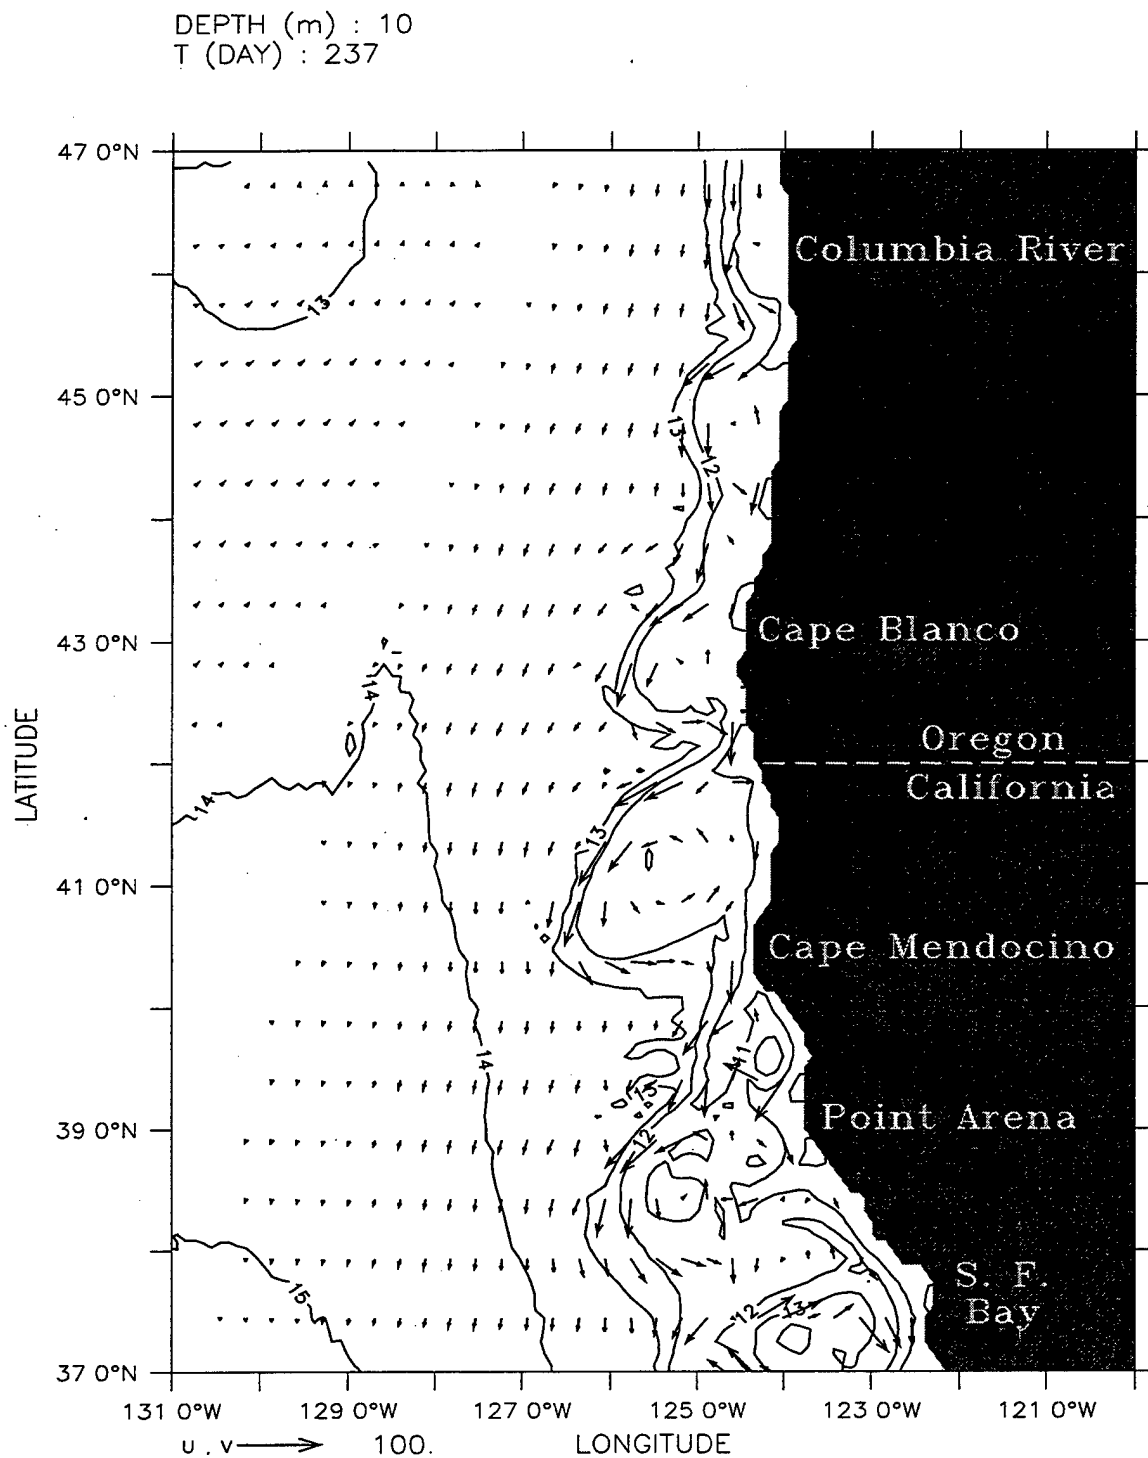 DEPTH (m) : 10
T (DAY) : 237
47 0°N
Columbia River
13
45 0°N
13
12
43 0°N
Cape Blanco
14
LATITUDE
Oregon
California
14
13
41 0°N
Cape Mendocino
14
11
13
39 0°N
Point Arena
12
15
S. F.
Bay
12
13
37 0°N
131 0°W 129 0°W 127 0°W 125 0°W 123 0°W 121 0°W
u , v 100. LONGITUDE